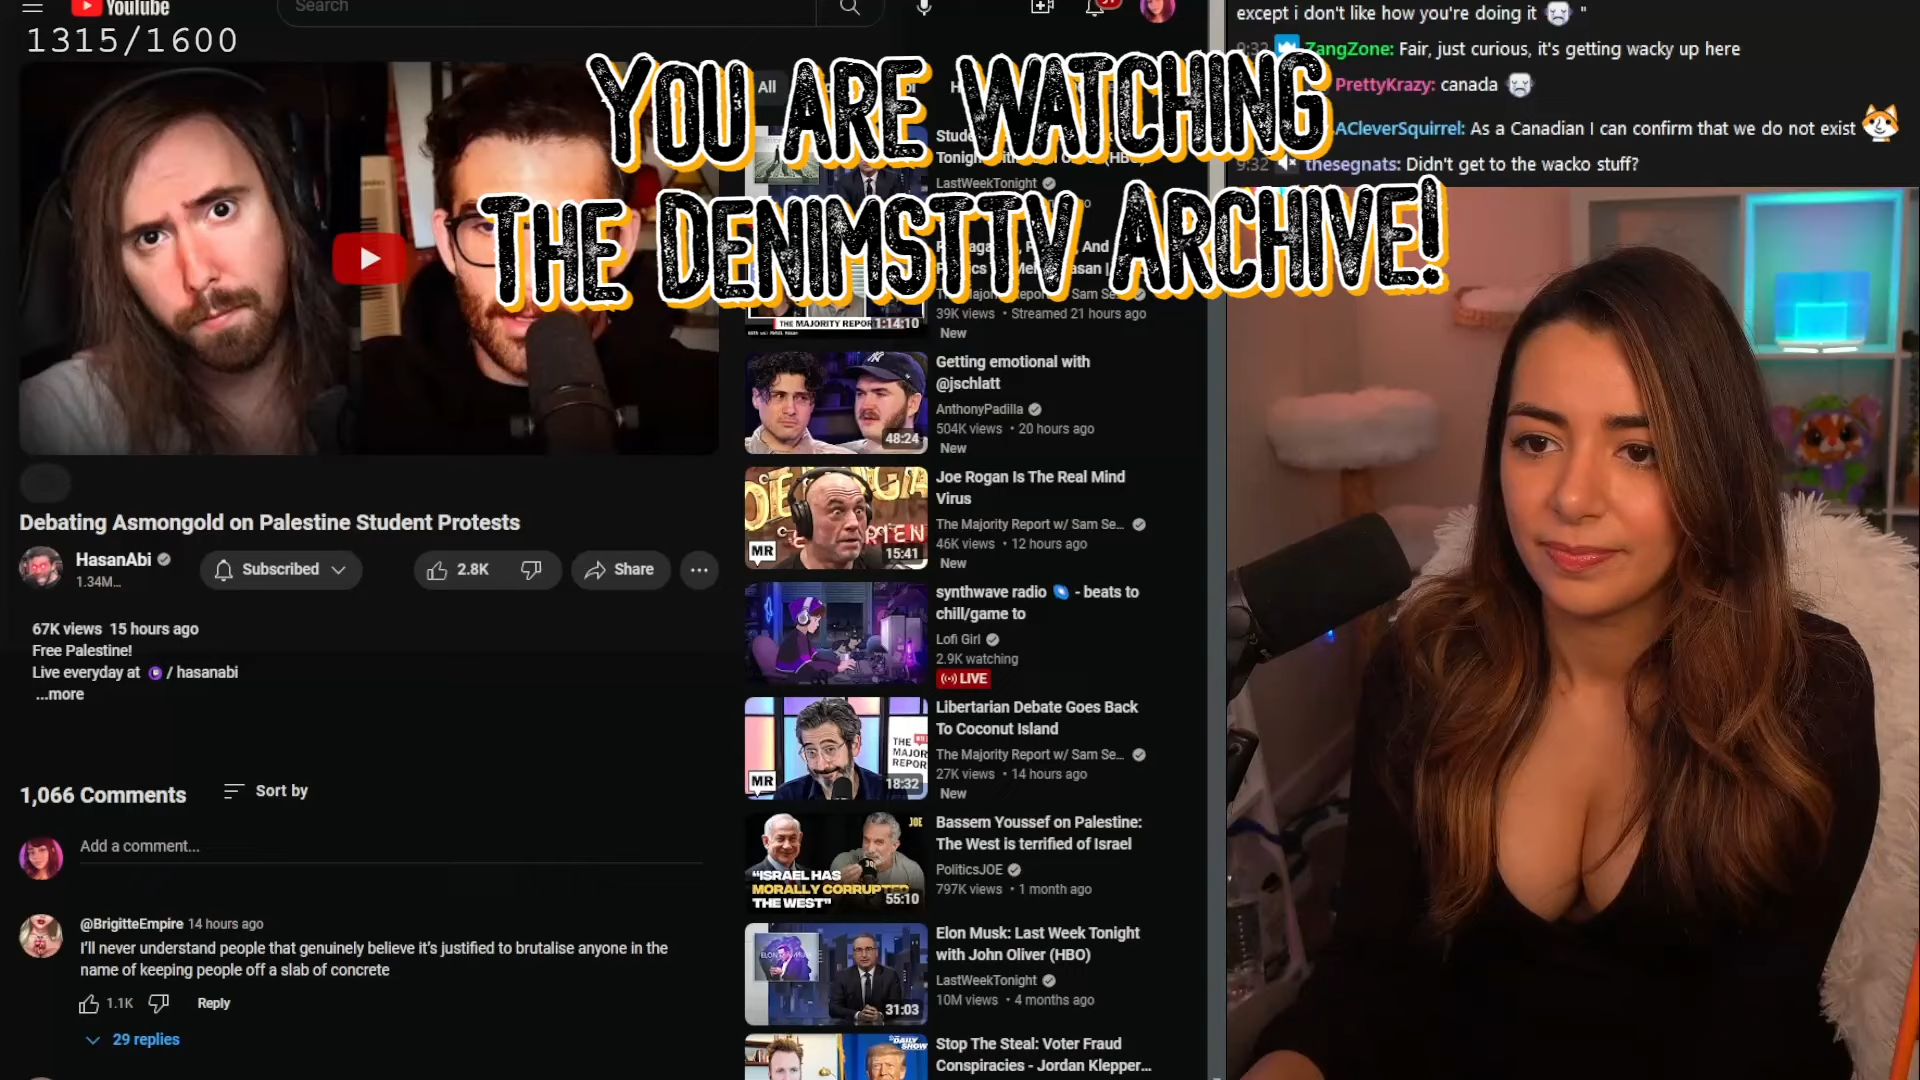 YouTube
Search
1315/1600
YOU ARE WATCHING
THE DENIMSTTV ARCHIVE!
All
Debating Asmongold on Palestine Student Protests
HasanAbi
1.34M...
Subscribed
2.8K
Share
67K views 15 hours ago
Free Palestine!
Live everyday at / hasanabi
...more
1,066 Comments
Sort by
Add a comment...
@BrigitteEmpire 14 hours ago
I'll never understand people that genuinely believe it's justified to brutalise anyone in the
name of keeping people off a slab of concrete
1.1K
Reply
29 replies
LastWeekTonight
THE MAJORITY REPORT
1:14:10
39K views • Streamed 21 hours ago
New
48:24
Getting emotional with
@jschlatt
AnthonyPadilla
504K views • 20 hours ago
New
MR
15:41
Joe Rogan Is The Real Mind
Virus
The Majority Report w/ Sam Se...
46K views • 12 hours ago
New
synthwave radio - beats to
chill/game to
Lofi Girl
2.9K watching
LIVE
MR
18:32
Libertarian Debate Goes Back
To Coconut Island
The Majority Report w/ Sam Se...
27K views • 14 hours ago
New
JOE
"ISRAEL HAS
MORALLY CORRUPTED
THE WEST"
55:10
Bassem Youssef on Palestine:
The West is terrified of Israel
PoliticsJOE
797K views • 1 month ago
31:03
Elon Musk: Last Week Tonight
with John Oliver (HBO)
LastWeekTonight
10M views • 4 months ago
Stop The Steal: Voter Fraud
Conspiracies - Jordan Klepper...
except i don't like how you're doing it "
9:32 ZangZone: Fair, just curious, it's getting wacky up here
PrettyKrazy: canada
ACleverSquirrel: As a Canadian I can confirm that we do not exist
9:32 thesegnats: Didn't get to the wacko stuff?